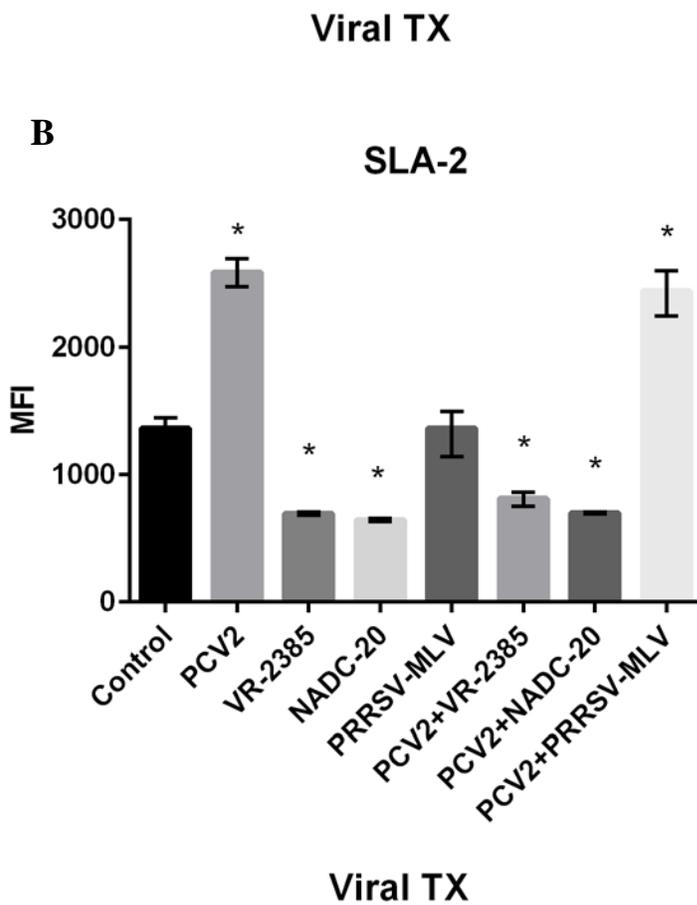 Viral TX
B
SLA-2
3000
2000
1000
0
MFI
*
*
*
*
*
*
Control
PCV2
VR-2385
NADC-20
PRRSV-MLV
PCV2+VR-2385
PCV2+NADC-20
PCV2+PRRSV-MLV
Viral TX